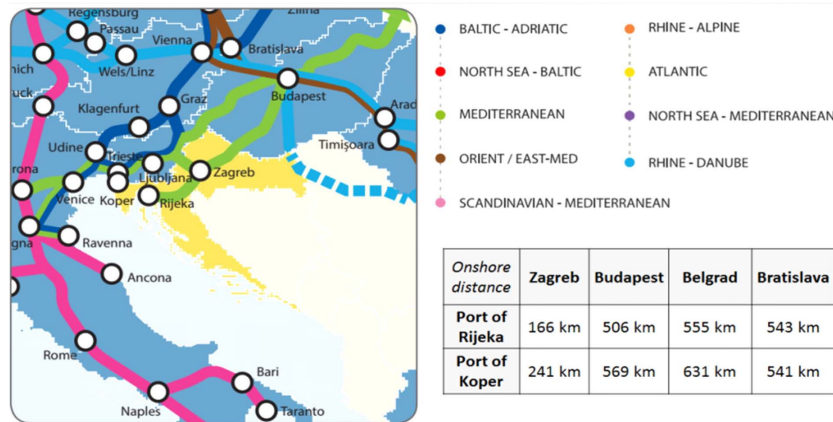 Regensburg
Zilina
Passau
Vienna
Bratislava
nich
Wels/Linz
Budapest
ruck
Klagenfurt
Graz
Arad
Udine
Timişoara
rona
Trieste
Ljubljana
Zagreb
Venice
Koper
Rijeka
gna
Ravenna
Ancona
Rome
Bari
Naples
Taranto
BALTIC - ADRIATIC
NORTH SEA - BALTIC
MEDITERRANEAN
ORIENT / EAST-MED
SCANDINAVIAN - MEDITERRANEAN
RHINE - ALPINE
ATLANTIC
NORTH SEA - MEDITERRANEAN
RHINE - DANUBE
Onshore distance Zagreb Budapest Belgrad Bratislava
Port of Rijeka 166 km 506 km 555 km 543 km
Port of Koper 241 km 569 km 631 km 541 km